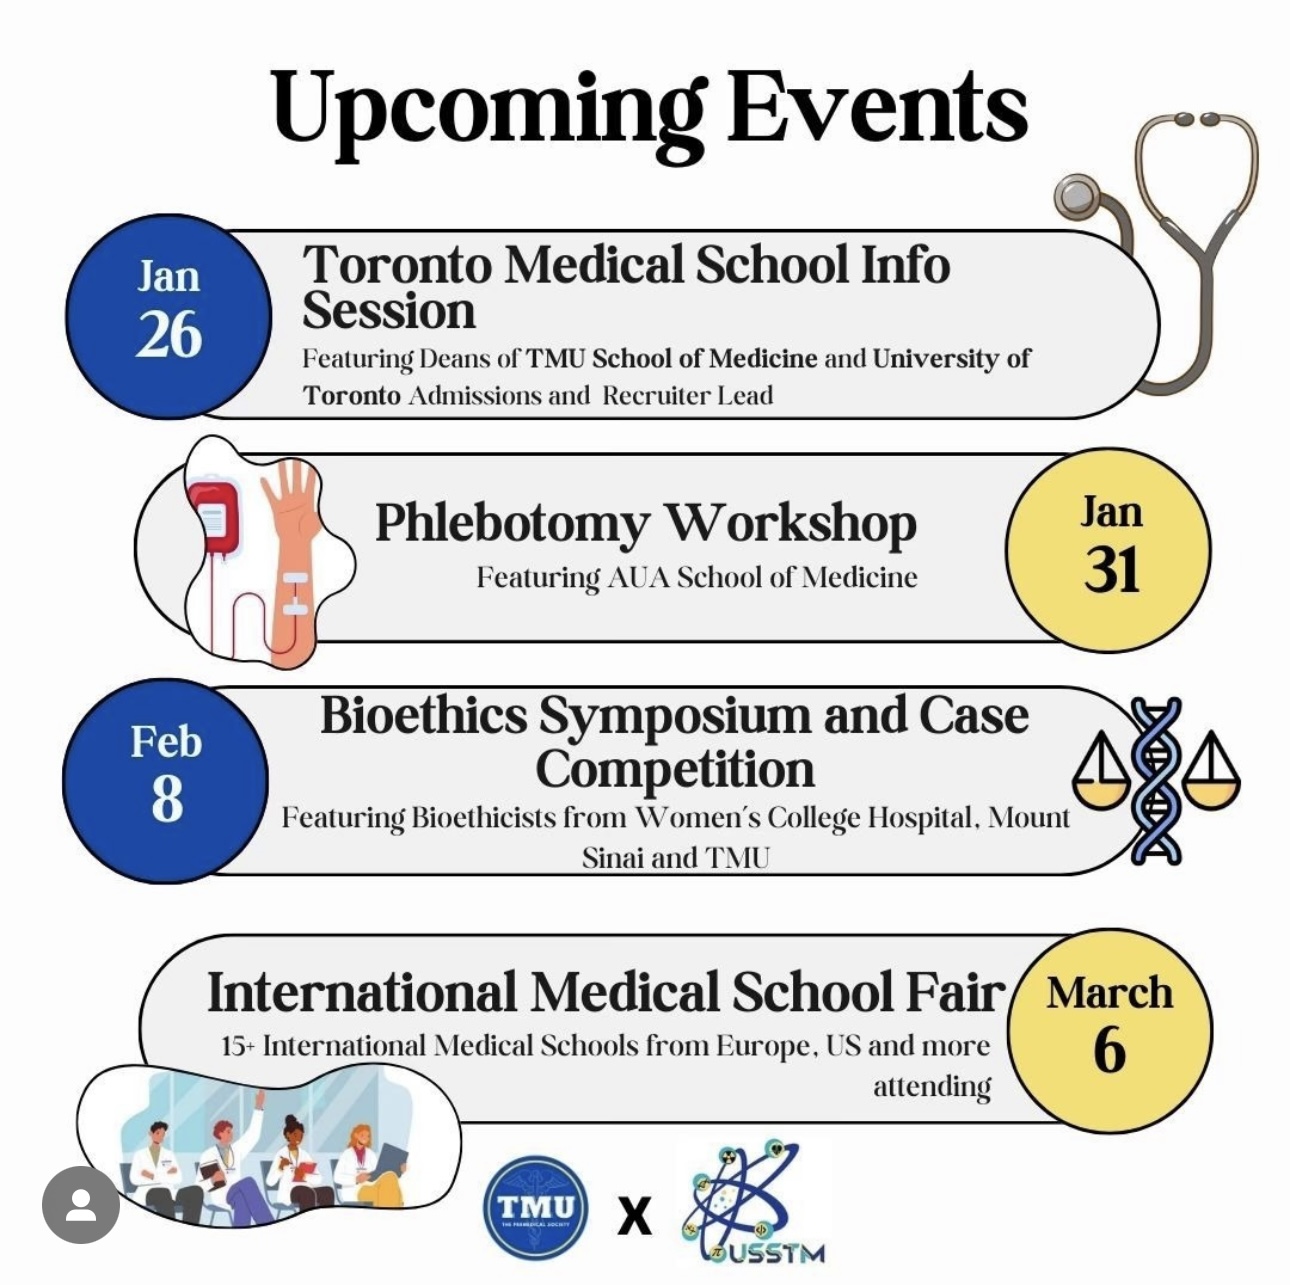 Upcoming Events
Jan
26
Toronto Medical School Info
Session
Featuring Deans of TMU School of Medicine and University of
Toronto Admissions and Recruiter Lead
Phlebotomy Workshop
Featuring AUA School of Medicine
Jan
31
Feb
8
Bioethics Symposium and Case
Competition
Featuring Bioethicists from Women's College Hospital, Mount
Sinai and TMU
International Medical School Fair
15+ International Medical Schools from Europe, US and more
attending
March
6
TMU
THE PREMEDICAL SOCIETY
X
USSTM